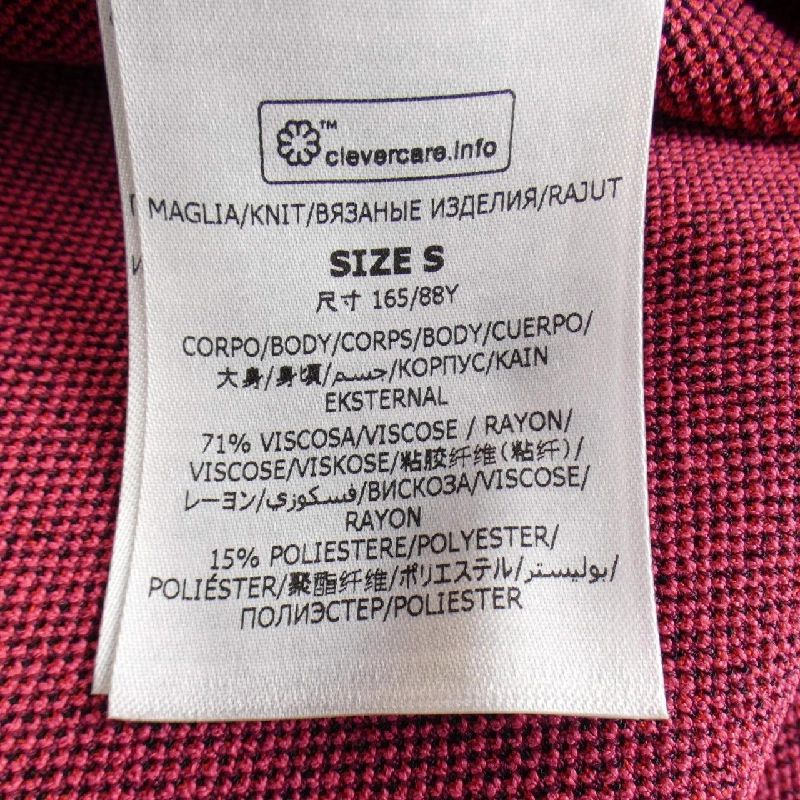 ™
clevercare.info
MAGLIA/KNIT/ВЯЗАНЫЕ ИЗДЕЛИЯ/RAJUT
SIZE S
尺寸 165/88Y
CORPO/BODY/CORPS/BODY/CUERPO/
大身/身頃/جسم/КОРПУС/KAIN
EKSTERNAL
71% VISCOSA/VISCOSE / RAYON/
VISCOSE/VISKOSE/粘胶纤维(粘纤)/
レーヨン/فسكوزي/ВИСКОЗА/VISCOSE/
RAYON
15% POLIESTERE/POLYESTER/
POLIÉSTER/聚酯纤维/ポリエステル/بوليستر/
ПОЛИЭСТЕР/POLIESTER